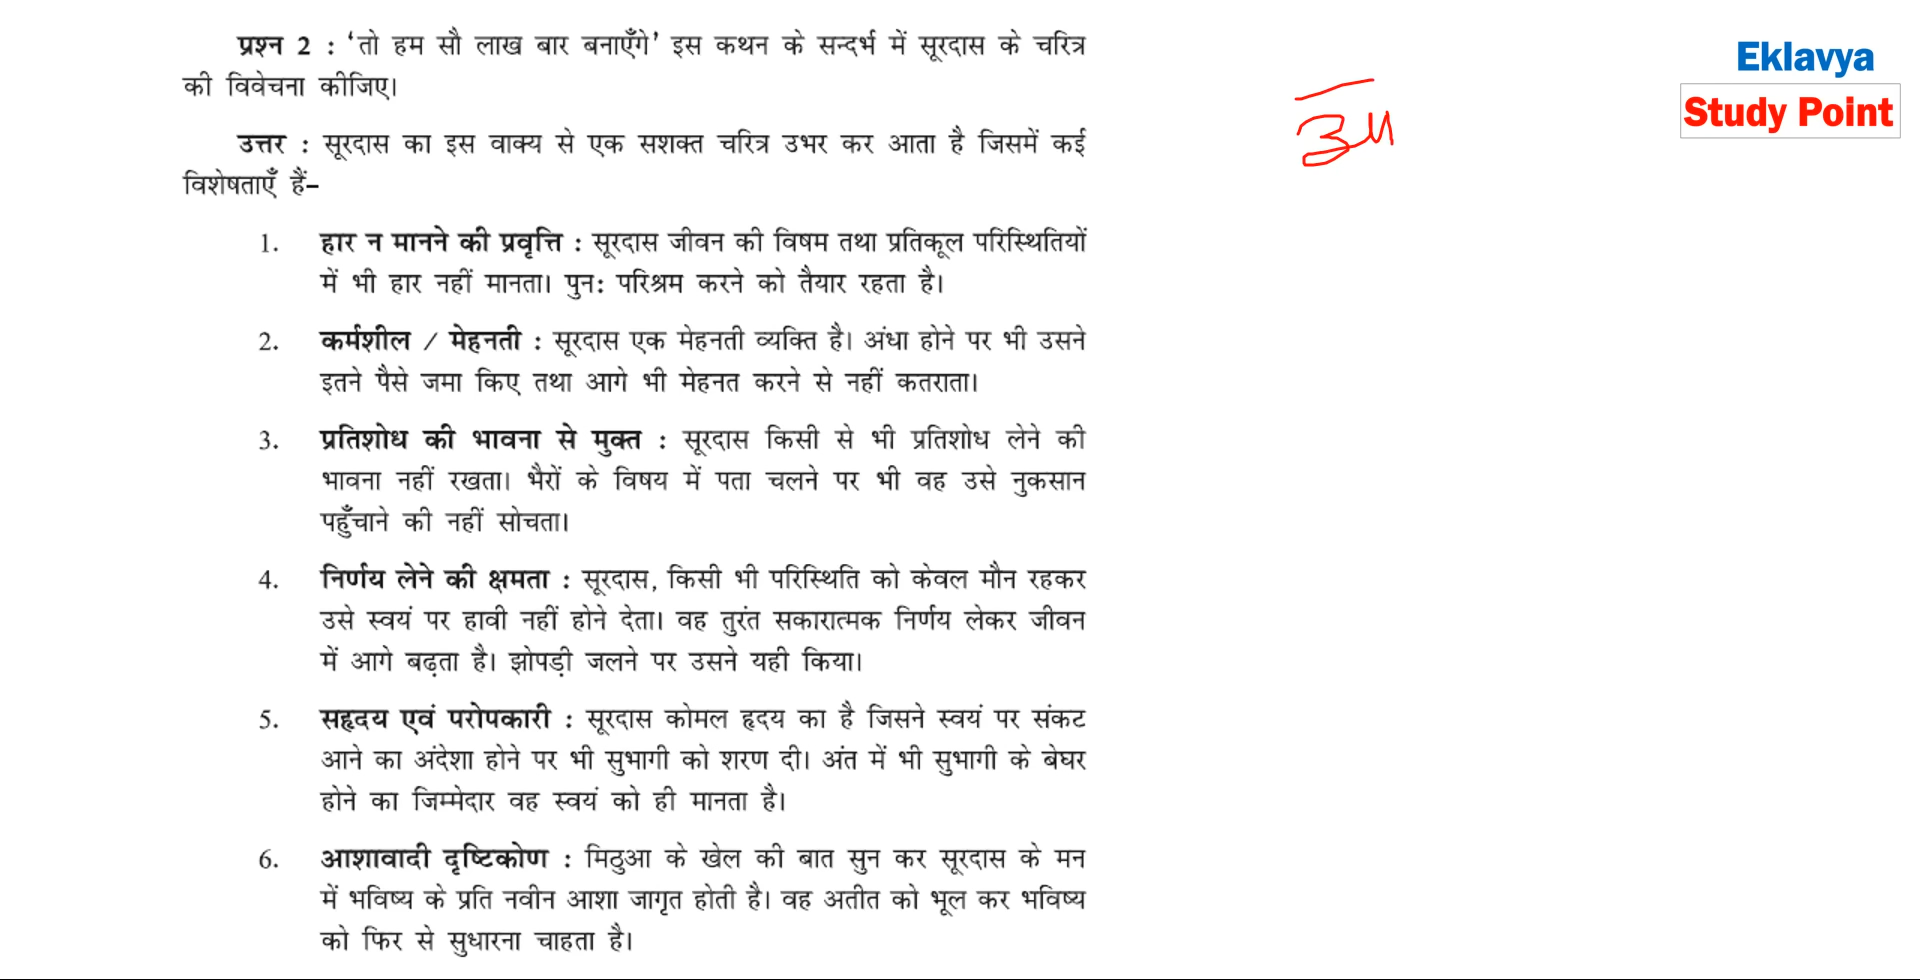 प्रश्न 2 : ‘तो हम सौ लाख बार बनाएँगे’ इस कथन के सन्दर्भ में सूरदास के चरित्र
की विवेचना कीजिए।
उत्तर : सूरदास का इस वाक्य से एक सशक्त चरित्र उभर कर आता है जिसमें कई
विशेषताएँ हैं–
1. हार न मानने की प्रवृत्ति : सूरदास जीवन की विषम तथा प्रतिकूल परिस्थितियों
में भी हार नहीं मानता। पुन: परिश्रम करने को तैयार रहता है।
2. कर्मशील / मेहनती : सूरदास एक मेहनती व्यक्ति है। अंधा होने पर भी उसने
इतने पैसे जमा किए तथा आगे भी मेहनत करने से नहीं कतराता।
3. प्रतिशोध की भावना से मुक्त : सूरदास किसी से भी प्रतिशोध लेने की
भावना नहीं रखता। भैरों के विषय में पता चलने पर भी वह उसे नुकसान
पहुँचाने की नहीं सोचता।
4. निर्णय लेने की क्षमता : सूरदास, किसी भी परिस्थिति को केवल मौन रहकर
उसे स्वयं पर हावी नहीं होने देता। वह तुरंत सकारात्मक निर्णय लेकर जीवन
में आगे बढ़ता है। झोपड़ी जलने पर उसने यही किया।
5. सहृदय एवं परोपकारी : सूरदास कोमल हृदय का है जिसने स्वयं पर संकट
आने का अंदेशा होने पर भी सुभागी को शरण दी। अंत में भी सुभागी के बेघर
होने का जिम्मेदार वह स्वयं को ही मानता है।
6. आशावादी दृष्टिकोण : मिठुआ के खेल की बात सुन कर सूरदास के मन
में भविष्य के प्रति नवीन आशा जागृत होती है। वह अतीत को भूल कर भविष्य
को फिर से सुधारना चाहता है।
Eklavya
Study Point